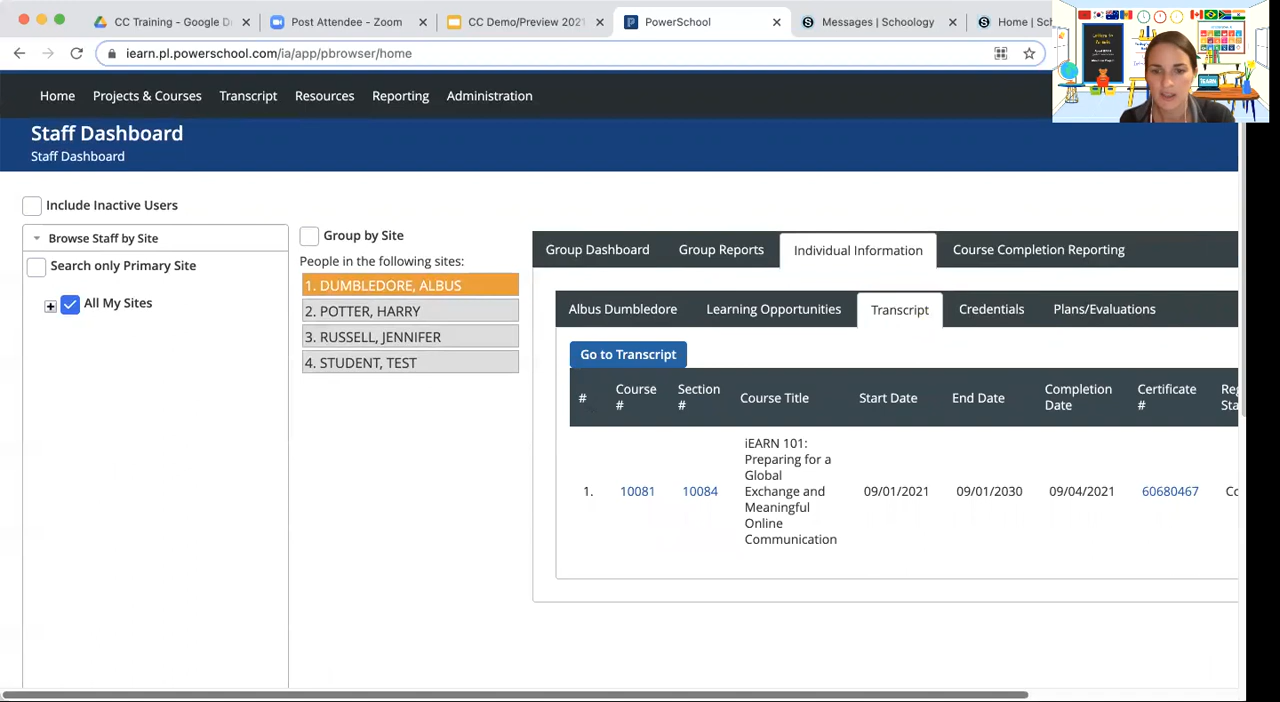 CC Training - Google D
Post Attendee - Zoom
CC Demo/Preview 2021
PowerSchool
Messages | Schoology
Home | Sch
iearn.pl.powerschool.com/ia/app/pbrowser/home
Home
Projects & Courses
Transcript
Resources
Reporting
Administration
Staff Dashboard
Staff Dashboard
Include Inactive Users
Browse Staff by Site
Search only Primary Site
All My Sites
Group by Site
People in the following sites:
1. DUMBLEDORE, ALBUS
2. POTTER, HARRY
3. RUSSELL, JENNIFER
4. STUDENT, TEST
Group Dashboard
Group Reports
Individual Information
Course Completion Reporting
Albus Dumbledore
Learning Opportunities
Transcript
Credentials
Plans/Evaluations
Go to Transcript
#
Course
#
Section
#
Course Title
Start Date
End Date
Completion
Date
Certificate
#
Reg
Sta
1.
10081
10084
iEARN 101:
Preparing for a
Global
Exchange and
Meaningful
Online
Communication
09/01/2021
09/01/2030
09/04/2021
60680467
Co